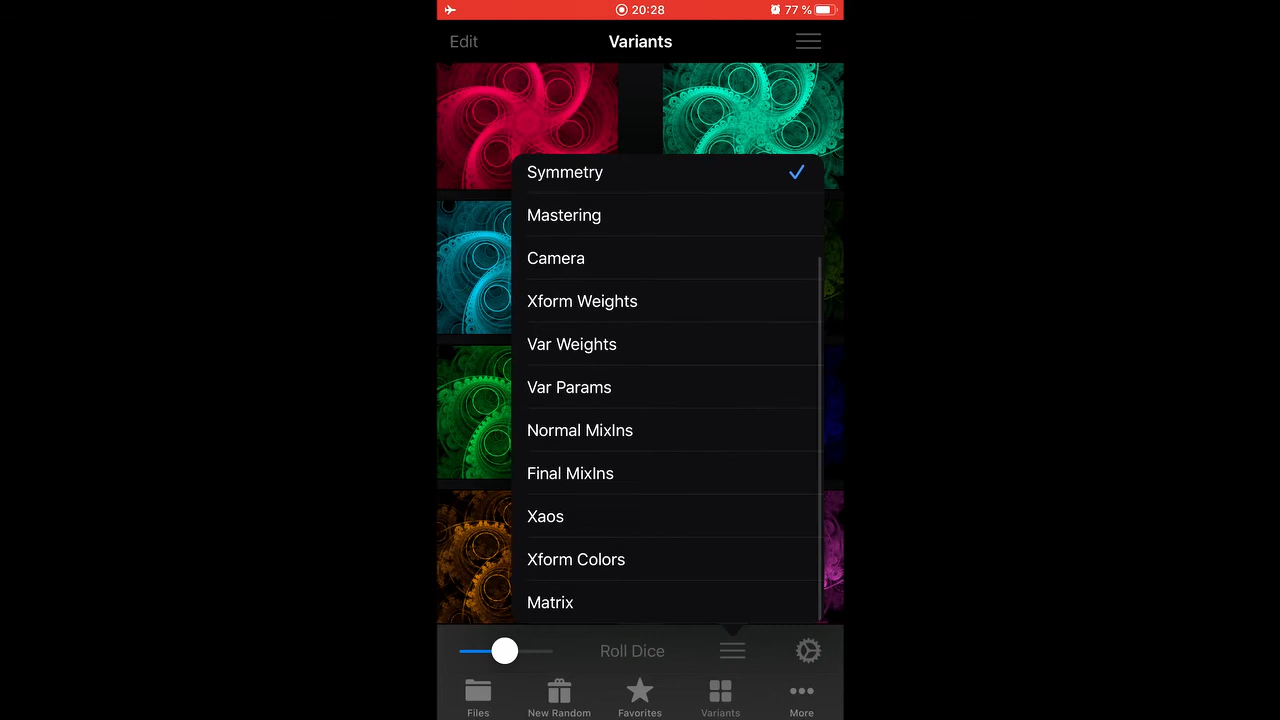 20:28
77 %
Edit
Variants
Symmetry
Mastering
Camera
Xform Weights
Var Weights
Var Params
Normal MixIns
Final MixIns
Xaos
Xform Colors
Matrix
Roll Dice
Files
New Random
Favorites
Variants
More